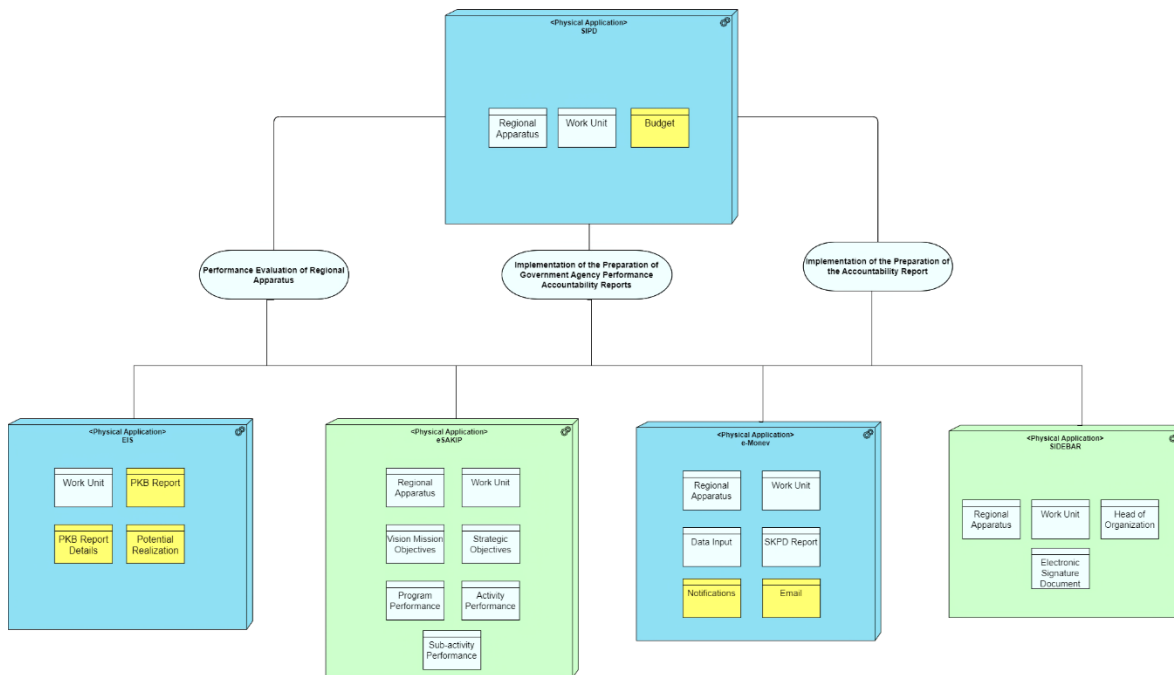 <Physical Application>
SIPD
Regional
Apparatus
Work Unit
Budget
Performance Evaluation of Regional
Apparatus
Implementation of the Preparation of
Government Agency Performance
Accountability Reports
Implementation of the Preparation of
the Accountability Report
<Physical Application>
EIS
Work Unit
PKB Report
PKB Report
Details
Potential
Realization
<Physical Application>
eSAKIP
Regional
Apparatus
Work Unit
Vision Mission
Objectives
Strategic
Objectives
Program
Performance
Activity
Performance
Sub-activity
Performance
<Physical Application>
e-Monev
Regional
Apparatus
Work Unit
Data Input
SKPD Report
Notifications
Email
<Physical Application>
SIDEBAR
Regional
Apparatus
Work Unit
Head of
Organization
Electronic
Signature
Document